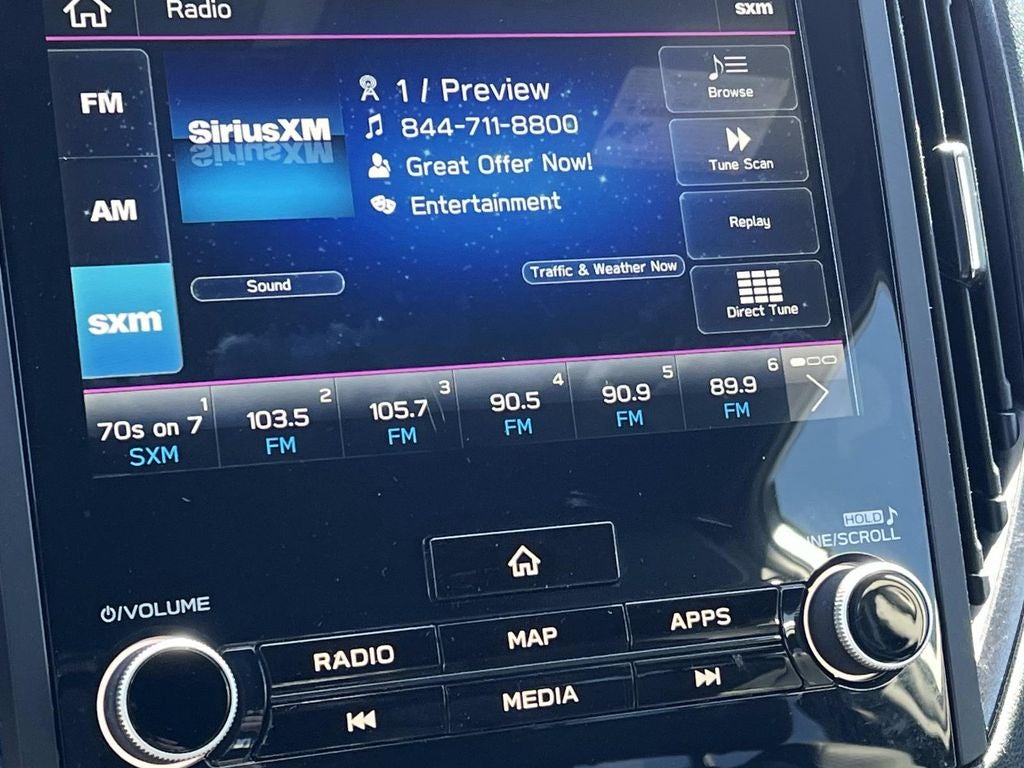 Radio
sxm
FM
AM
sxm
SiriusXM
1 / Preview
844-711-8800
Great Offer Now!
Entertainment
Browse
Tune Scan
Replay
Direct Tune
Sound
Traffic & Weather Now
1
70s on 7
SXM
2
103.5
FM
3
105.7
FM
4
90.5
FM
5
90.9
FM
6
89.9
FM
HOLD
/SCROLL
/VOLUME
RADIO
MAP
APPS
MEDIA